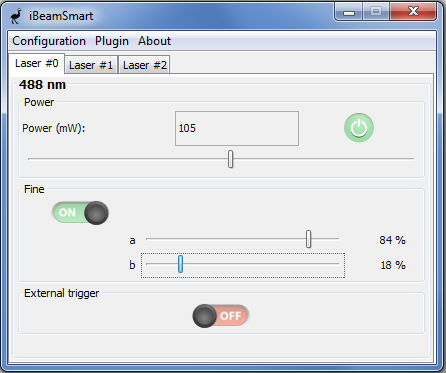 iBeamSmart
Configuration Plugin About
Laser #0 Laser #1 Laser #2
488 nm
Power
Power (mW): 105
Fine
ON
a 84 %
b 18 %
External trigger
OFF